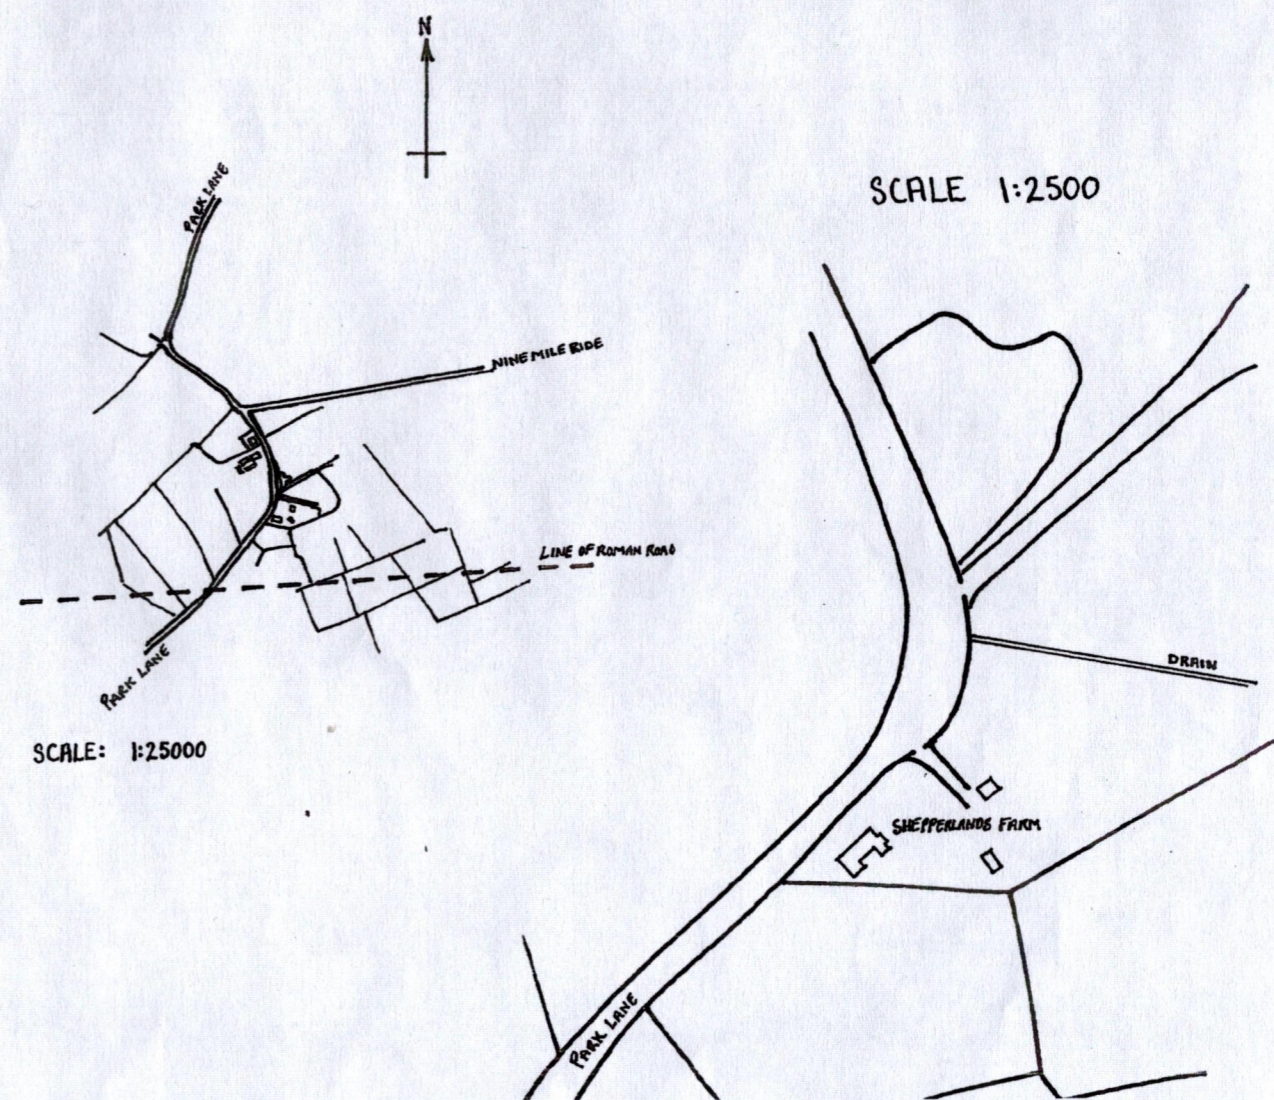 N
PARK LANE
SCALE 1:2500
NINE MILE RIDE
LINE OF ROMAN ROAD
DRAIN
PARK LANE
SCALE: 1:25000
SHEPPERLANDS FARM
PARK LANE